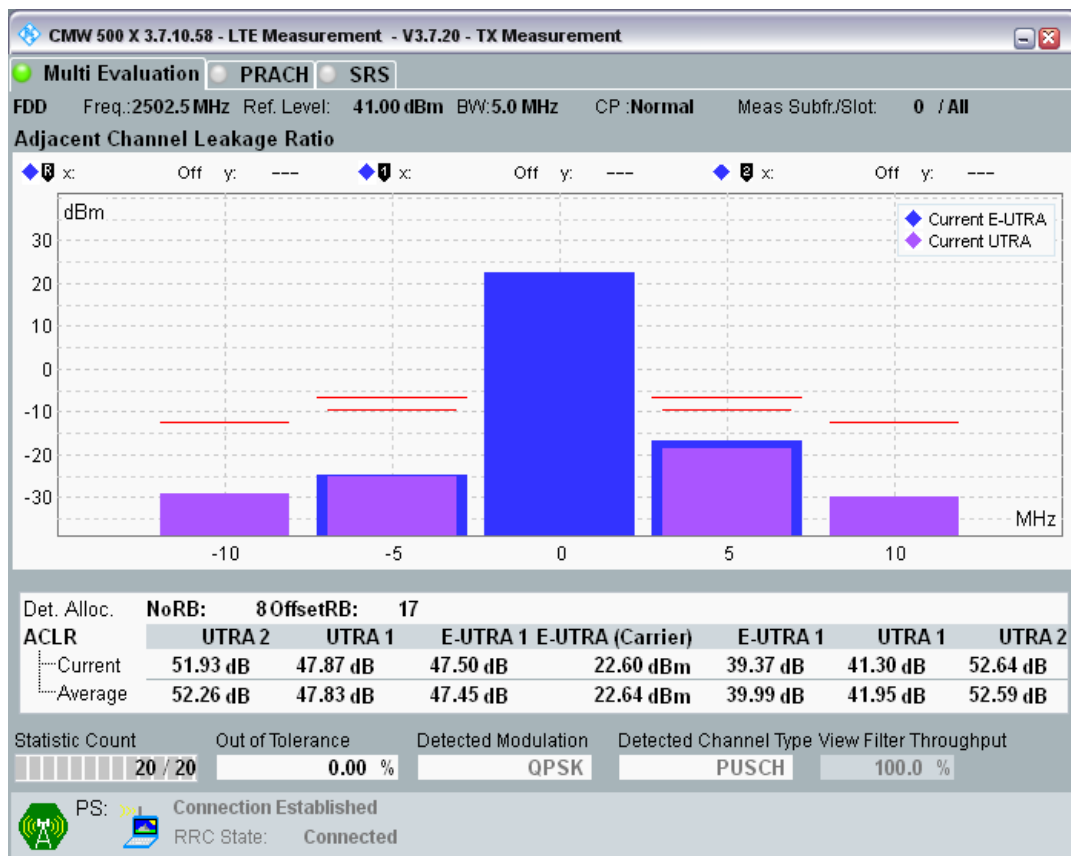 CMW 500 X 3.7.10.58 - LTE Measurement - V3.7.20 - TX Measurement
Multi Evaluation PRACH SRS
FDD Freq.:2502.5 MHz Ref. Level: 41.00 dBm BW:5.0 MHz CP :Normal Meas Subfr./Slot: 0 / All
Adjacent Channel Leakage Ratio
R x: Off y: --- 1 x: Off y: --- 2 x: Off y: ---
dBm
Current E-UTRA
Current UTRA
30
20
10
0
-10
-20
-30
MHz
-10 -5 0 5 10
Det. Alloc. NoRB: 8 OffsetRB: 17
ACLR UTRA 2 UTRA 1 E-UTRA 1 E-UTRA (Carrier) E-UTRA 1 UTRA 1 UTRA 2
Current 51.93 dB 47.87 dB 47.50 dB 22.60 dBm 39.37 dB 41.30 dB 52.64 dB
Average 52.26 dB 47.83 dB 47.45 dB 22.64 dBm 39.99 dB 41.95 dB 52.59 dB
Statistic Count Out of Tolerance Detected Modulation Detected Channel Type View Filter Throughput
20 / 20 0.00 % QPSK PUSCH 100.0 %
PS: Connection Established
RRC State: Connected